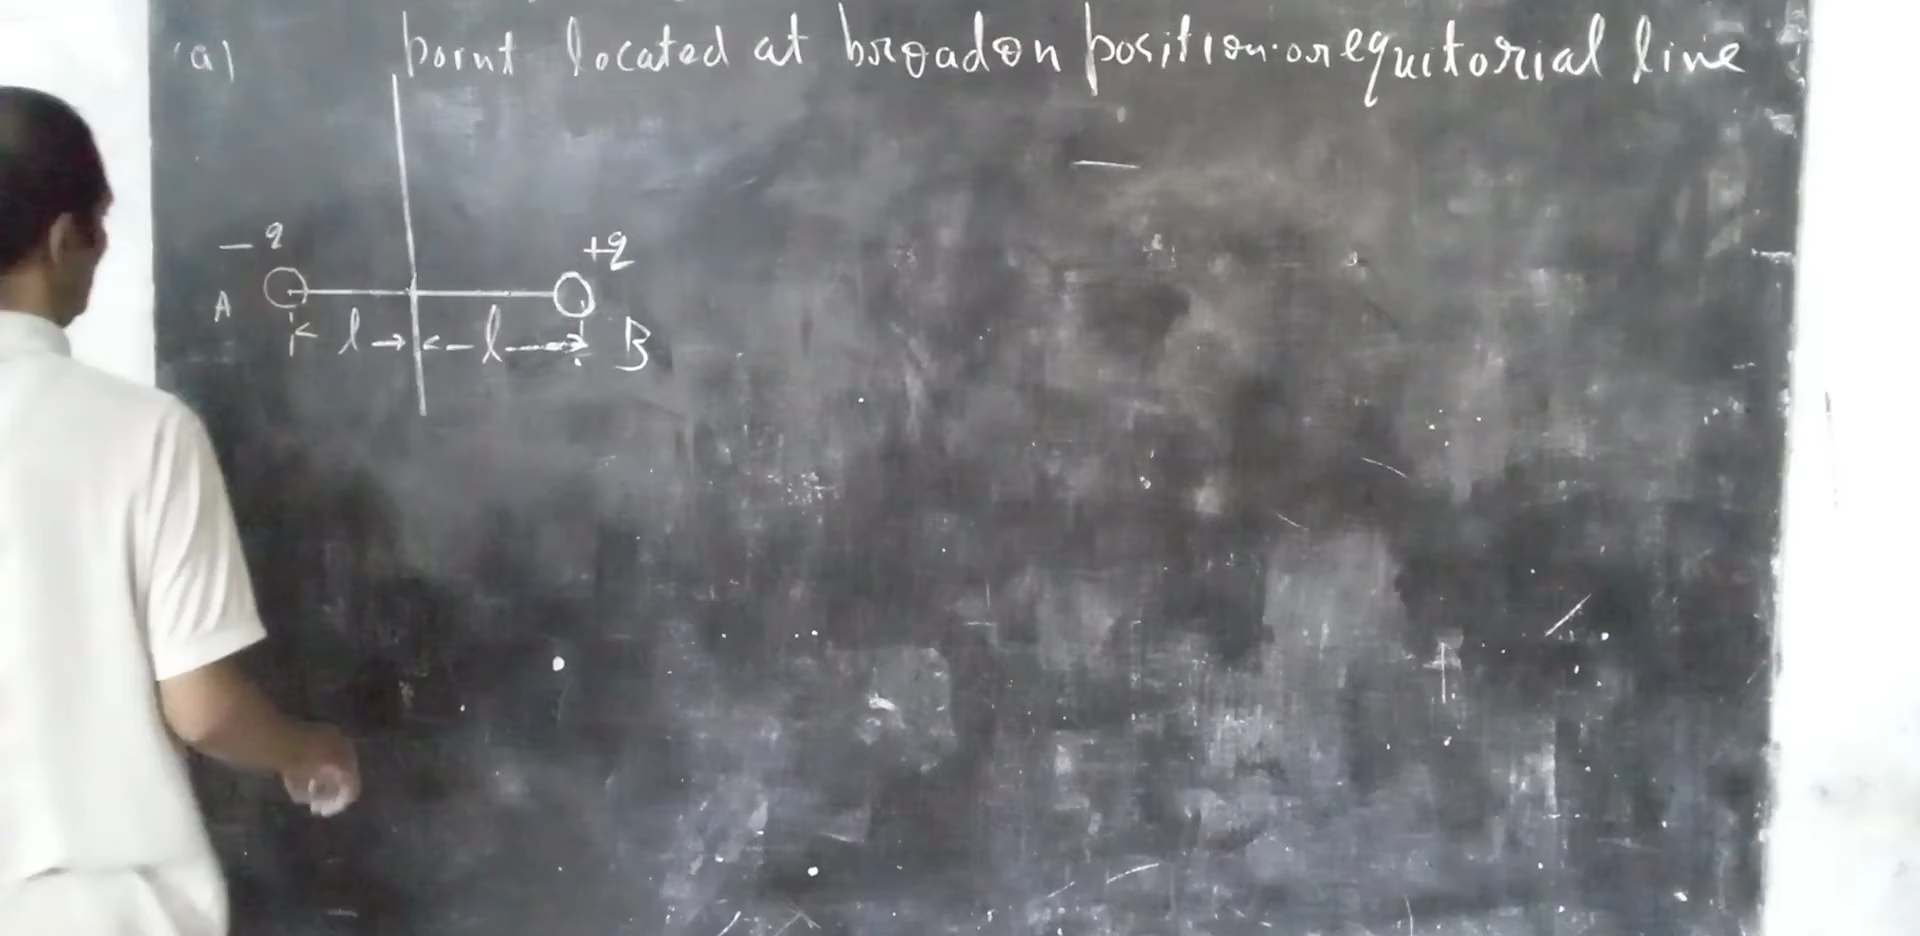 (a) point located at broadon position or equitorial line
-q +q
A B
l l